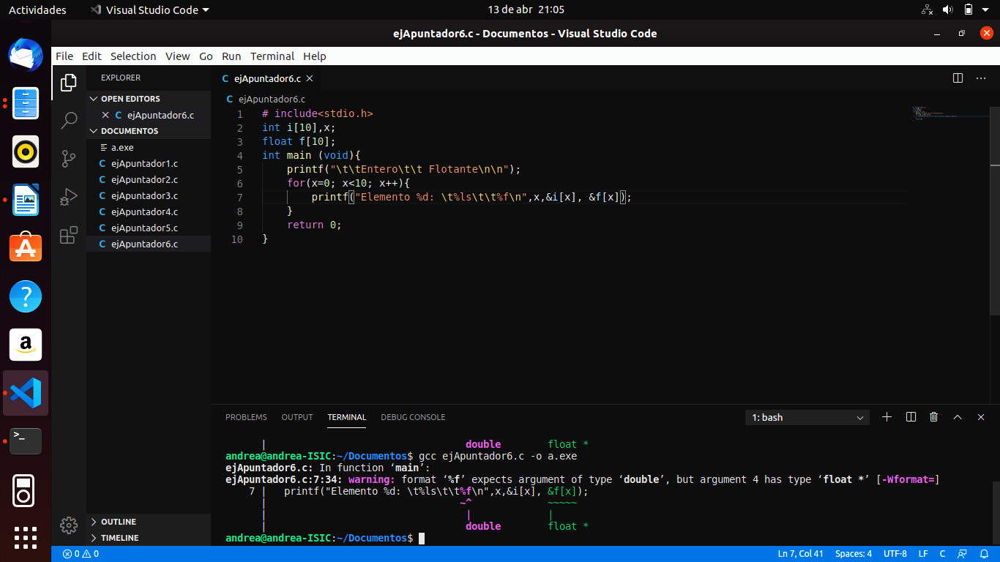 Actividades Visual Studio Code 13 de abr 21:05
ejApuntador6.c - Documentos - Visual Studio Code
File Edit Selection View Go Run Terminal Help
EXPLORER
OPEN EDITORS
ejApuntador6.c
DOCUMENTOS
a.exe
C ejApuntador1.c
C ejApuntador2.c
C ejApuntador3.c
C ejApuntador4.c
C ejApuntador5.c
C ejApuntador6.c
OUTLINE
TIMELINE
C ejApuntador6.c
C ejApuntador6.c
1 # include<stdio.h>
2 int i[10],x;
3 float f[10];
4 int main (void){
5 printf("\t\tEntero\t\t Flotante\n\n");
6 for(x=0; x<10; x++){
7 printf("Elemento %d: \t%ls\t\t%f\n",x,&i[x], &f[x]);
8 }
9 return 0;
10 }
PROBLEMS OUTPUT TERMINAL DEBUG CONSOLE 1: bash
| double float *
andrea@andrea-ISIC:~/Documentos$ gcc ejApuntador6.c -o a.exe
ejApuntador6.c: In function ‘main’:
ejApuntador6.c:7:34: warning: format ‘%f’ expects argument of type ‘double’, but argument 4 has type ‘float *’ [-Wformat=]
7 | printf("Elemento %d: \t%ls\t\t%f\n",x,&i[x], &f[x]);
| ~^ ~~~~~
| | |
| double float *
andrea@andrea-ISIC:~/Documentos$
0 0 Ln 7, Col 41 Spaces: 4 UTF-8 LF C